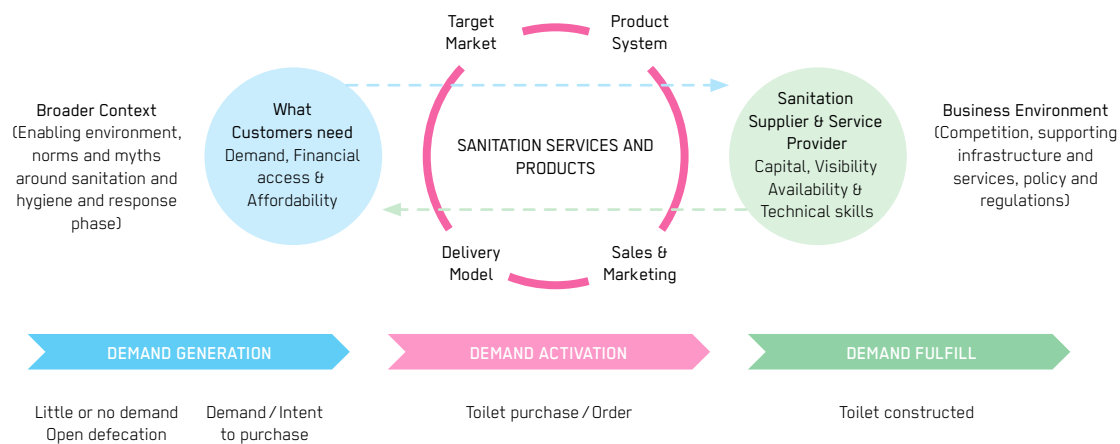 Target
Market
Product
System
Broader Context
(Enabling environment,
norms and myths
around sanitation and
hygiene and response
phase)
What
Customers need
Demand, Financial
access &
Affordability
SANITATION SERVICES AND
PRODUCTS
Sanitation
Supplier & Service
Provider
Capital, Visibility
Availability &
Technical skills
Business Environment
(Competition, supporting
infrastructure and
services, policy and
regulations)
Delivery
Model
Sales &
Marketing
DEMAND GENERATION
DEMAND ACTIVATION
DEMAND FULFILL
Little or no demand
Open defecation
Demand / Intent
to purchase
Toilet purchase / Order
Toilet constructed